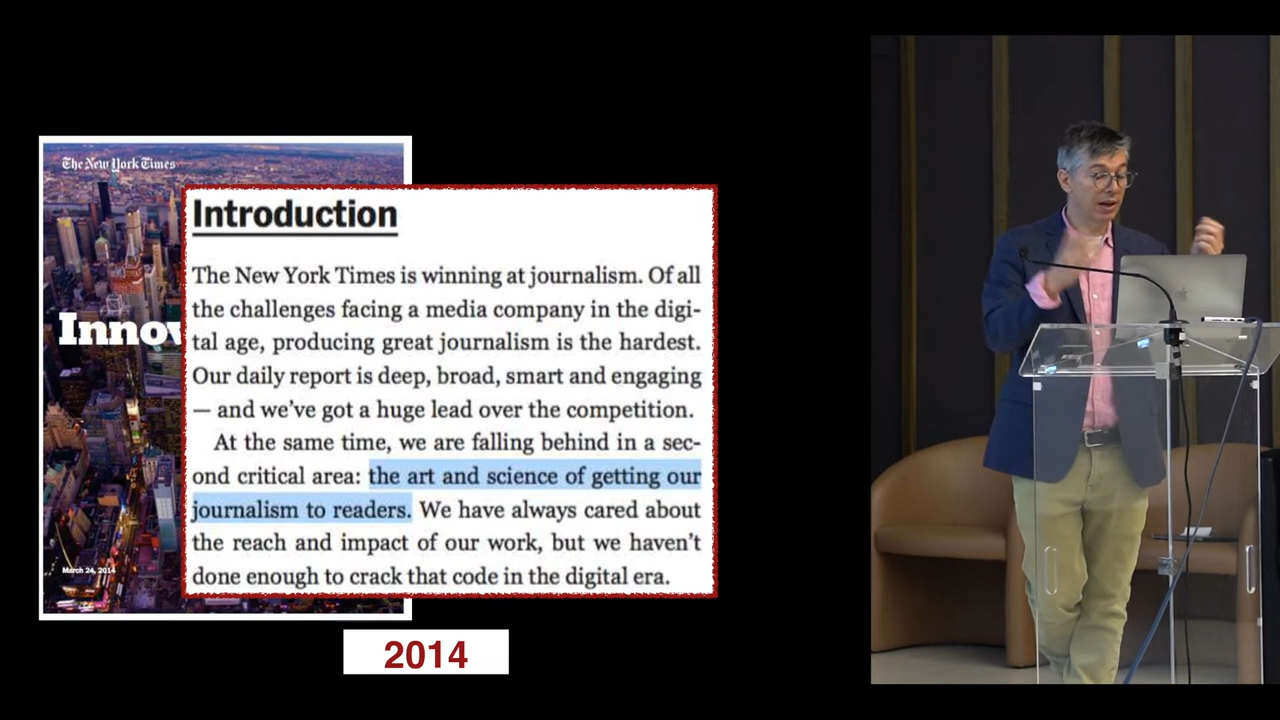 The New York Times
Innov
March 24, 2014
Introduction
The New York Times is winning at journalism. Of all
the challenges facing a media company in the digi-
tal age, producing great journalism is the hardest.
Our daily report is deep, broad, smart and engaging
— and we’ve got a huge lead over the competition.
At the same time, we are falling behind in a sec-
ond critical area: the art and science of getting our
journalism to readers. We have always cared about
the reach and impact of our work, but we haven’t
done enough to crack that code in the digital era.
2014